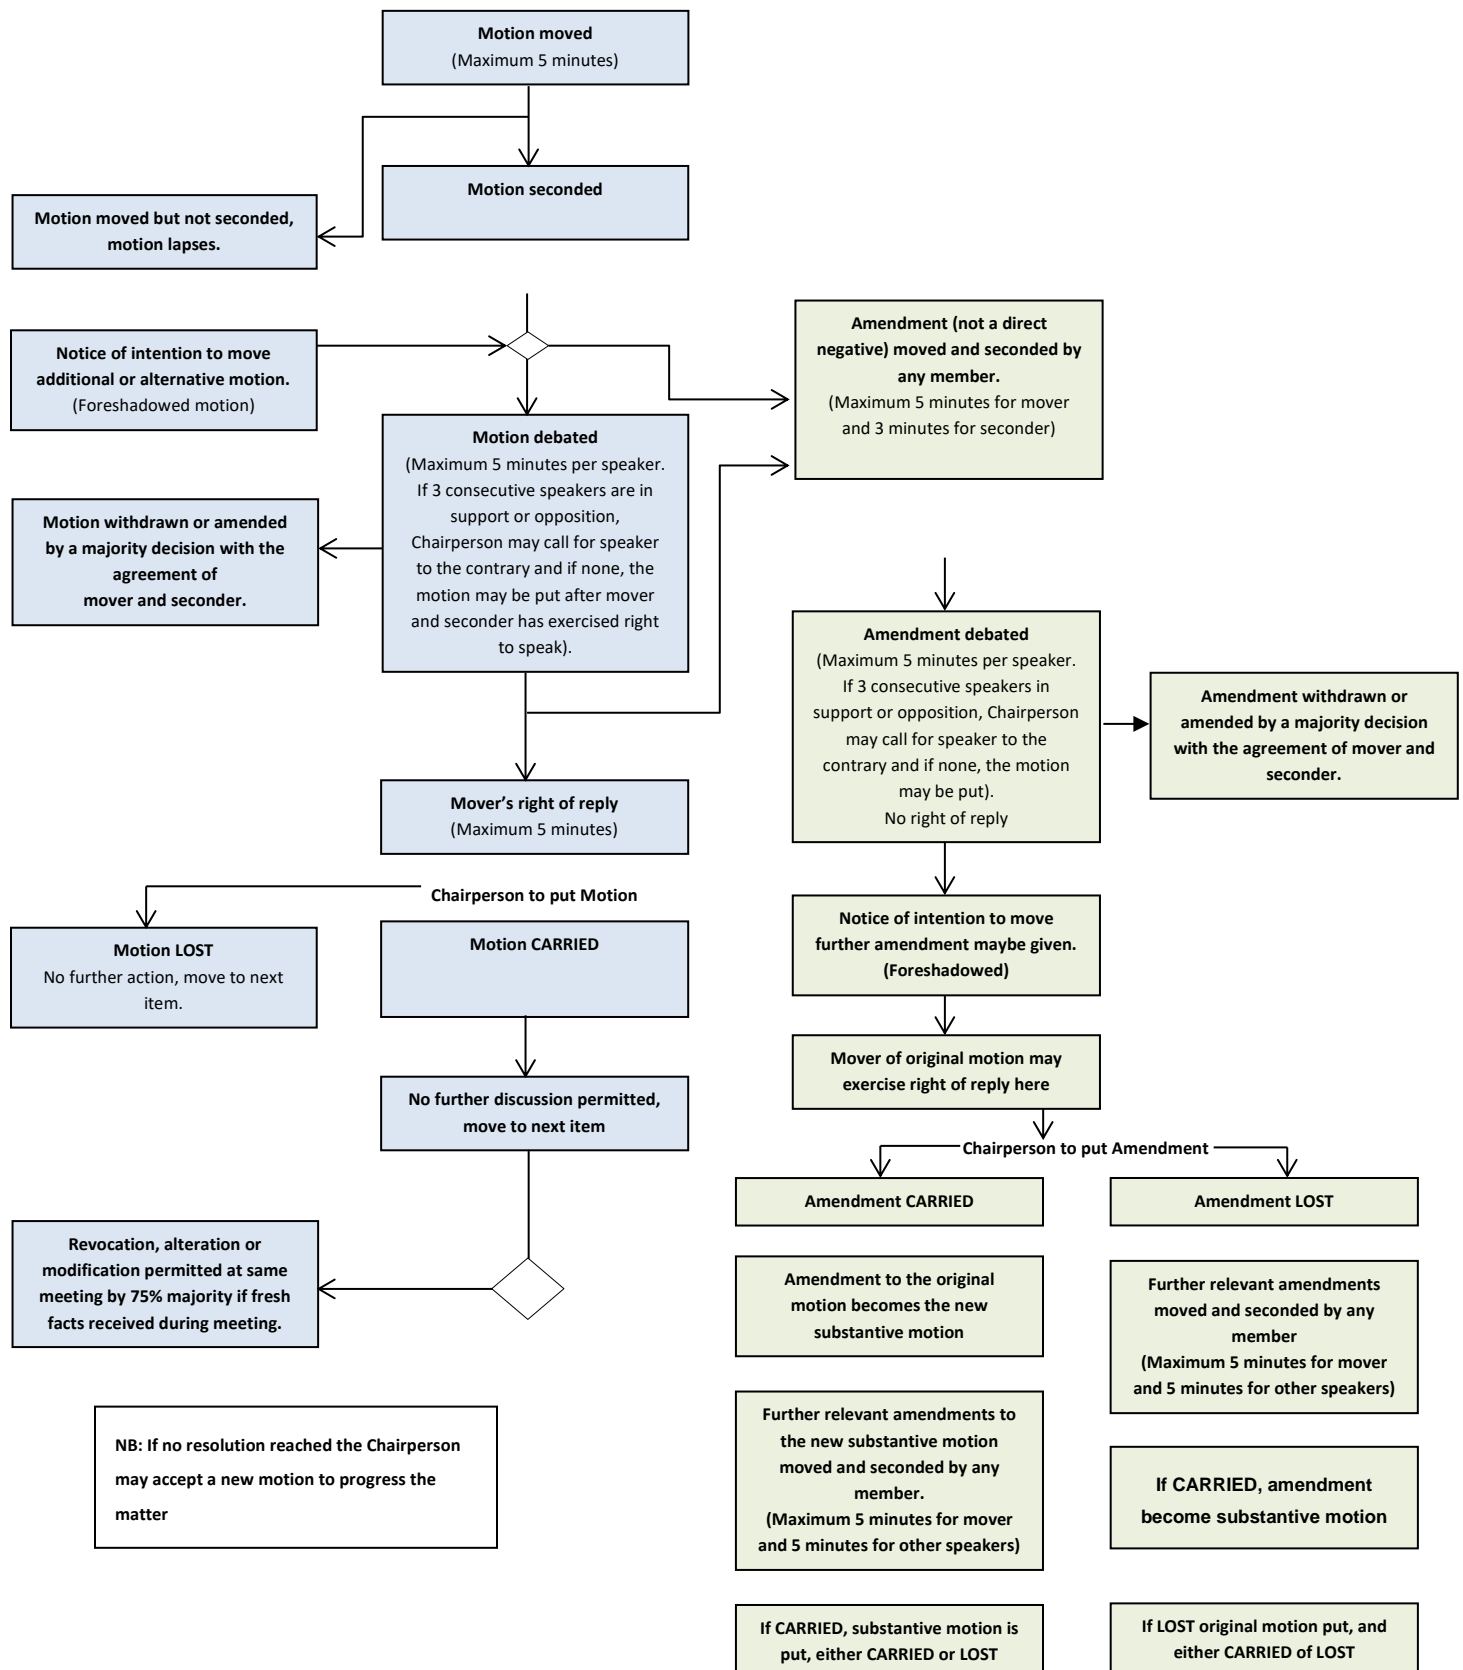 Motion moved
(Maximum 5 minutes)
Motion seconded
Motion moved but not seconded,
motion lapses.
Notice of intention to move
additional or alternative motion.
(Foreshadowed motion)
Amendment (not a direct
negative) moved and seconded by
any member.
(Maximum 5 minutes for mover
and 3 minutes for seconder)
Motion debated
(Maximum 5 minutes per speaker.
If 3 consecutive speakers are in
support or opposition,
Chairperson may call for speaker
to the contrary and if none, the
motion may be put after mover
and seconder has exercised right
to speak).
Motion withdrawn or amended
by a majority decision with the
agreement of
mover and seconder.
Amendment debated
(Maximum 5 minutes per speaker.
If 3 consecutive speakers in
support or opposition, Chairperson
may call for speaker to the
contrary and if none, the motion
may be put).
No right of reply
Amendment withdrawn or
amended by a majority decision
with the agreement of mover and
seconder.
Mover’s right of reply
(Maximum 5 minutes)
Chairperson to put Motion
Motion LOST
No further action, move to next
item.
Motion CARRIED
Notice of intention to move
further amendment maybe given.
(Foreshadowed)
Mover of original motion may
exercise right of reply here
No further discussion permitted,
move to next item
Chairperson to put Amendment
Amendment CARRIED
Amendment LOST
Revocation, alteration or
modification permitted at same
meeting by 75% majority if fresh
facts received during meeting.
Amendment to the original
motion becomes the new
substantive motion
Further relevant amendments
moved and seconded by any
member
(Maximum 5 minutes for mover
and 5 minutes for other speakers)
NB: If no resolution reached the Chairperson
may accept a new motion to progress the
matter
Further relevant amendments to
the new substantive motion
moved and seconded by any
member.
(Maximum 5 minutes for mover
and 5 minutes for other speakers)
If CARRIED, amendment
become substantive motion
If CARRIED, substantive motion is
put, either CARRIED or LOST
If LOST original motion put, and
either CARRIED of LOST